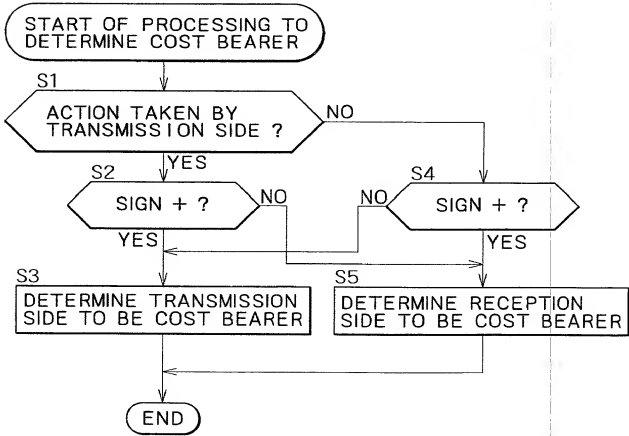 START OF PROCESSING TO
DETERMINE COST BEARER
S1
ACTION TAKEN BY
TRANSMISSION SIDE ?
NO
YES
S2
SIGN + ?
NO
YES
S4
NO
SIGN + ?
YES
S3
DETERMINE TRANSMISSION
SIDE TO BE COST BEARER
S5
DETERMINE RECEPTION
SIDE TO BE COST BEARER
END